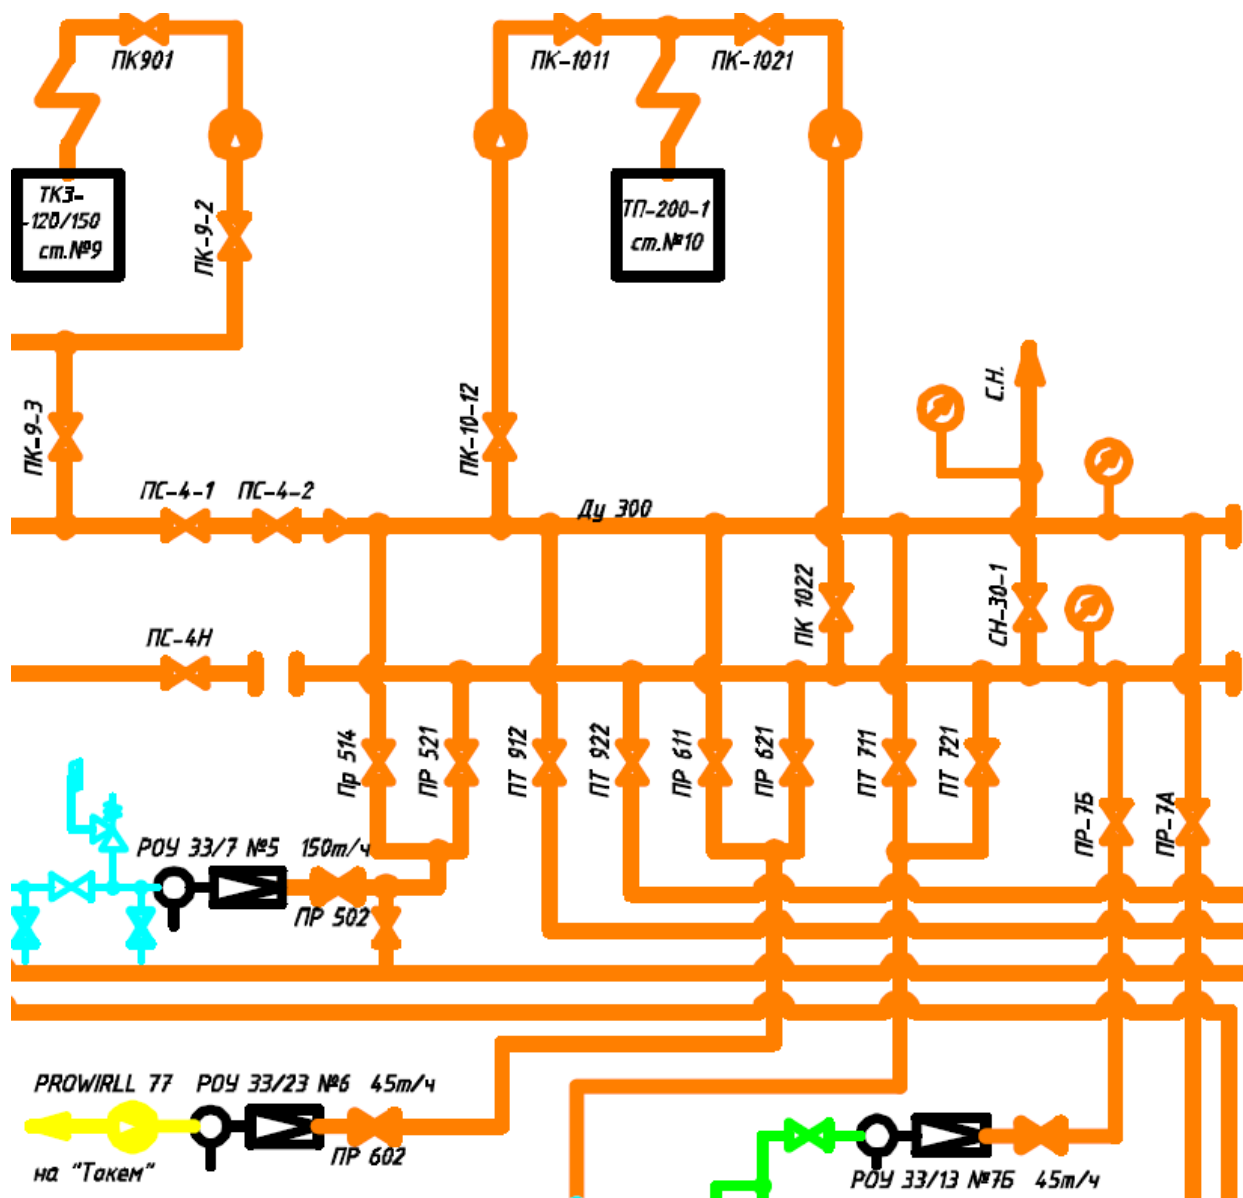 ПК901
ПК-1011
ПК-1021
ТКЗ-
-120/150
ст.№9
ПК-9-2
ТП-200-1
ст.№10
ПК-9-3
ПК-10-12
С.Н.
ПС-4-1
ПС-4-2
Ду 300
ПК 1022
СН-30-1
ПС-4Н
Пр 514
ПР 521
ПТ 912
ПТ 922
ПР 611
ПР 621
ПТ 711
ПТ 721
ПР-7Б
ПР-7А
РОУ 33/7 №5 150т/ч
ПР 502
PROWIRLL 77
РОУ 33/23 №6 45т/ч
ПР 602
на "Токем"
РОУ 33/13 №7Б 45т/ч